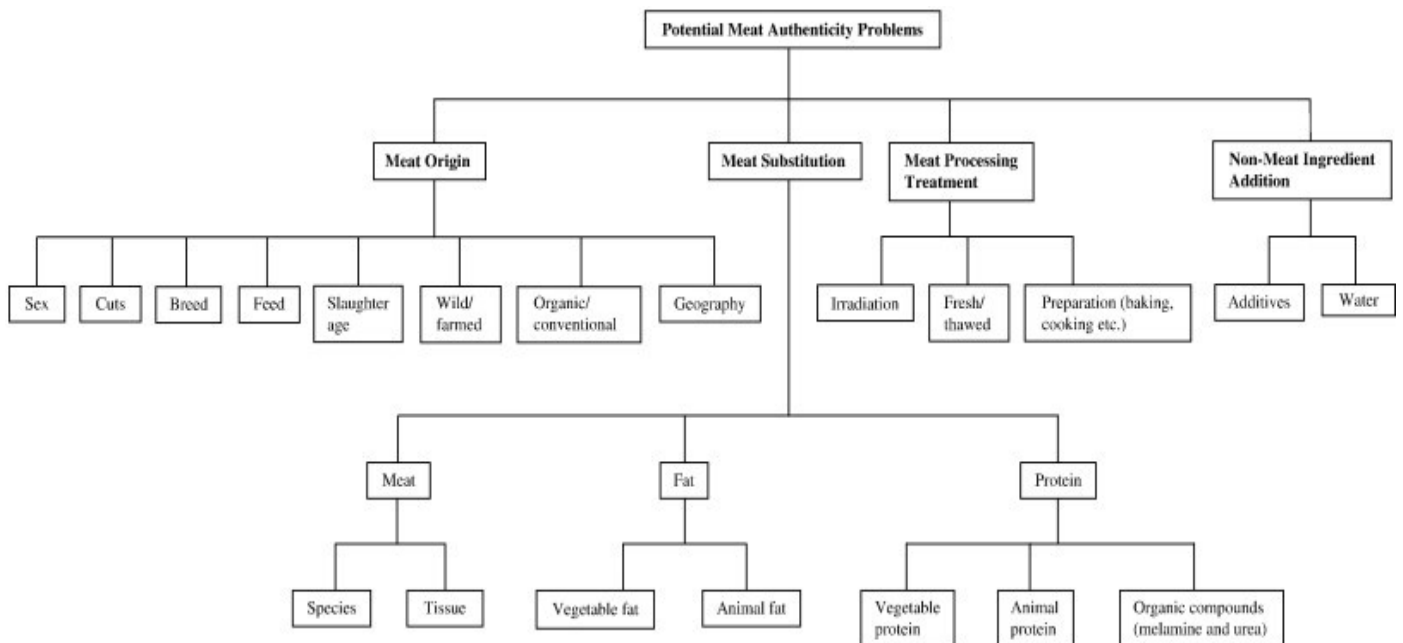 Potential Meat Authenticity Problems
Meat Origin
Meat Substitution
Meat Processing
Treatment
Non-Meat Ingredient
Addition
Sex
Cuts
Breed
Feed
Slaughter
age
Wild/
farmed
Organic/
conventional
Geography
Irradiation
Fresh/
thawed
Preparation (baking,
cooking etc.)
Additives
Water
Meat
Fat
Protein
Species
Tissue
Vegetable fat
Animal fat
Vegetable
protein
Animal
protein
Organic compounds
(melamine and urea)